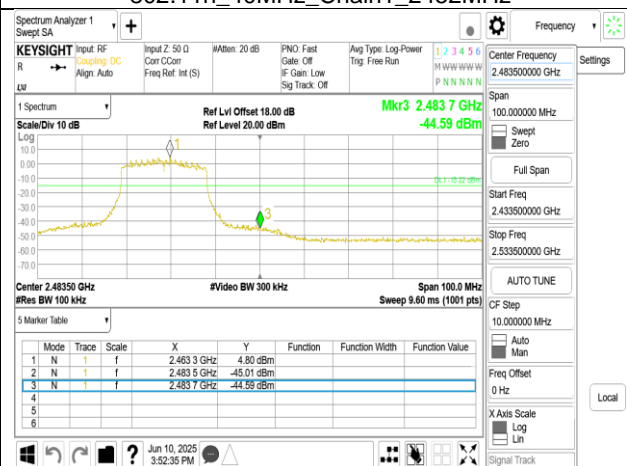 Spectrum Analyzer 1
Swept SA
Frequency
KEYSIGHT
R
LXI
Input: RF
Coupling: DC
Align: Auto
Input Z: 50 Ω
Corr CCorr
Freq Ref: Int (S)
#Atten: 20 dB
PNO: Fast
Gate: Off
IF Gain: Low
Sig Track: Off
Avg Type: Log-Power
Trig: Free Run
1 2 3 4 5 6
M W W W W W
P N N N N N
Center Frequency
2.483500000 GHz
Settings
Span
100.000000 MHz
Swept
Zero
Full Span
Start Freq
2.433500000 GHz
Stop Freq
2.533500000 GHz
AUTO TUNE
CF Step
10.000000 MHz
Auto
Man
Freq Offset
0 Hz
X Axis Scale
Log
Lin
Signal Track
Local
1 Spectrum
Scale/Div 10 dB
Ref Lvl Offset 18.00 dB
Ref Level 20.00 dBm
Mkr3 2.483 7 GHz
-44.59 dBm
Log
10.0
0.00
-10.0
-20.0
-30.0
-40.0
-50.0
-60.0
-70.0
1
3
Center 2.48350 GHz
#Res BW 100 kHz
#Video BW 300 kHz
Span 100.0 MHz
Sweep 9.60 ms (1001 pts)
5 Marker Table
Mode Trace Scale X Y Function Function Width Function Value
1 N 1 f 2.463 3 GHz 4.80 dBm
2 N 1 f 2.483 5 GHz -45.01 dBm
3 N 1 f 2.483 7 GHz -44.59 dBm
4
5
6
Jun 10, 2025
3:52:35 PM